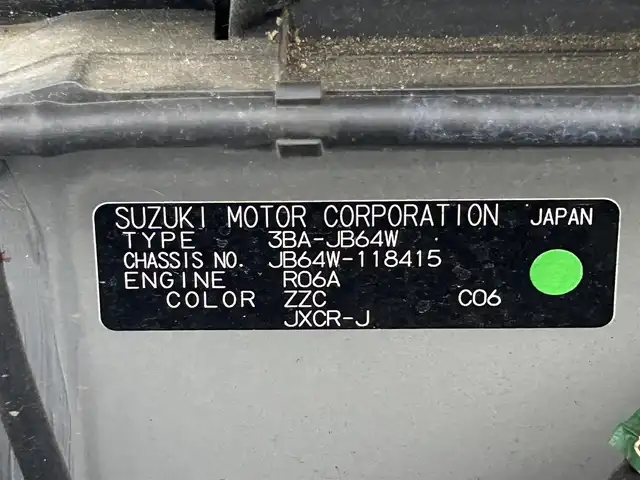 SUZUKI MOTOR CORPORATION JAPAN
TYPE 3BA-JB64W
CHASSIS NO. JB64W-118415
ENGINE R06A
COLOR ZZC C06
JXCR-J